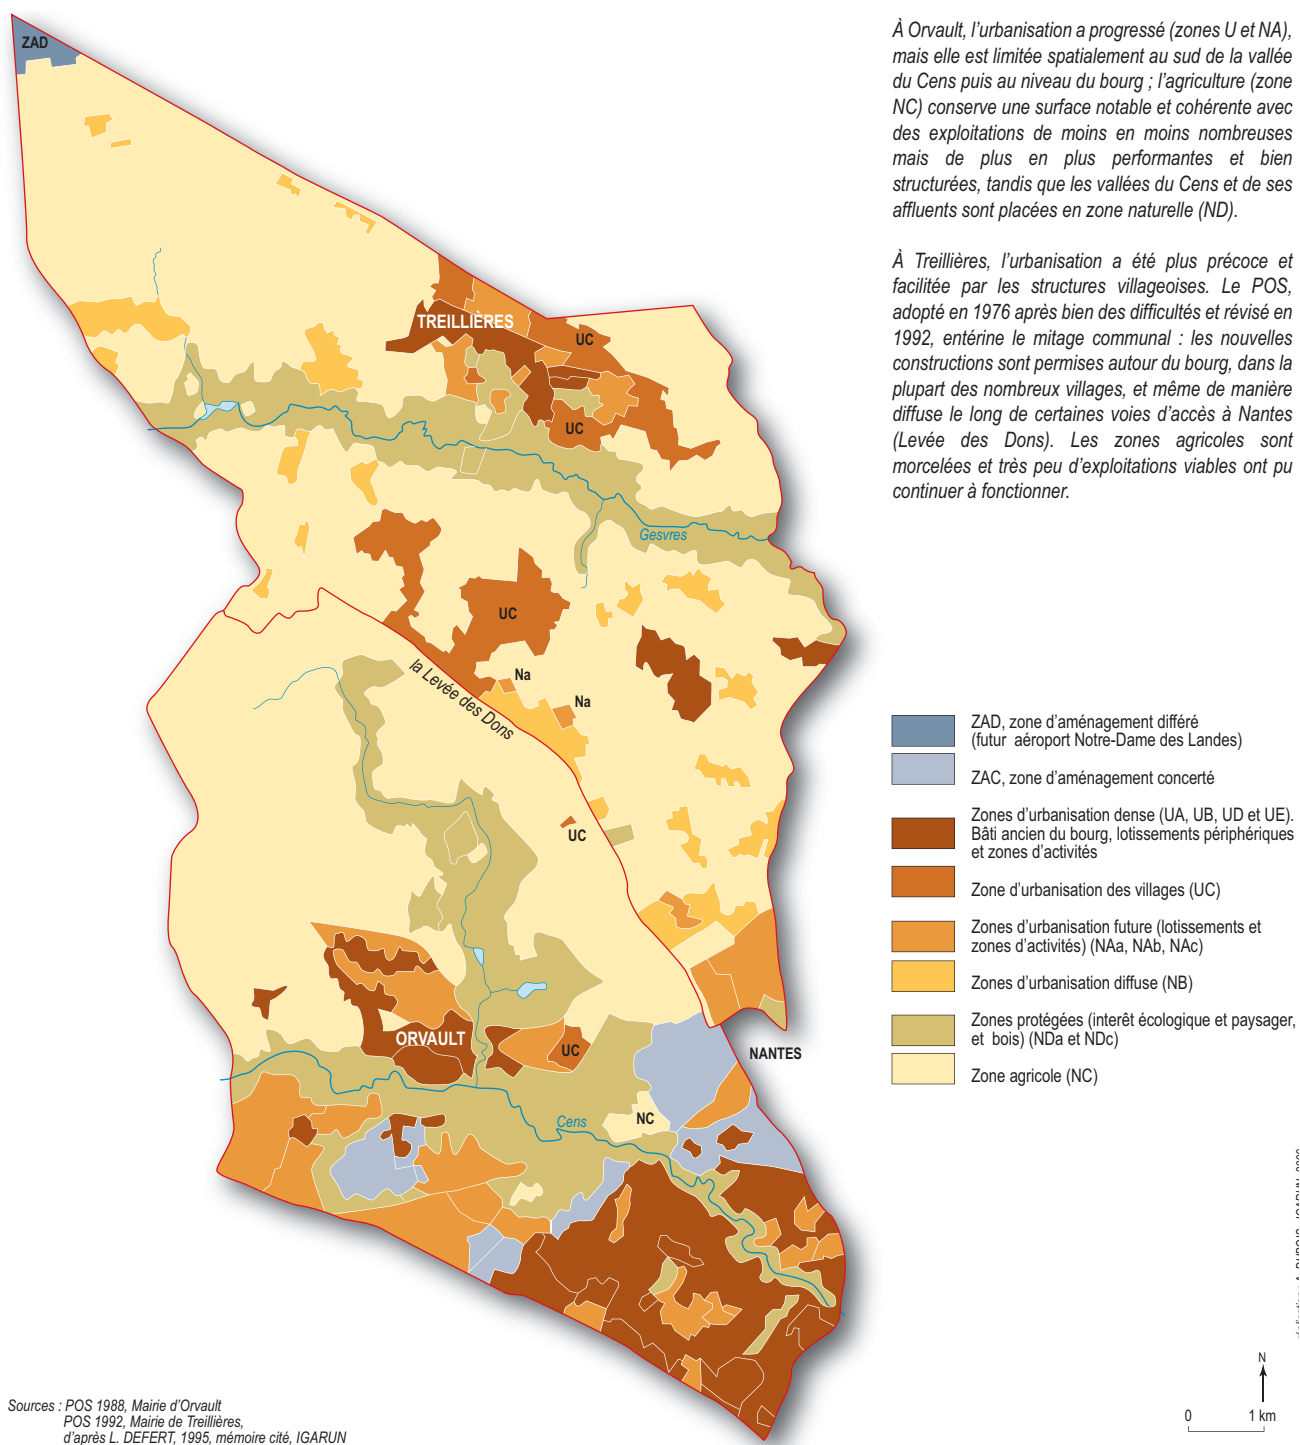 À Orvault, l’urbanisation a progressé (zones U et NA),
mais elle est limitée spatialement au sud de la vallée
du Cens puis au niveau du bourg ; l’agriculture (zone
NC) conserve une surface notable et cohérente avec
des exploitations de moins en moins nombreuses
mais de plus en plus performantes et bien
structurées, tandis que les vallées du Cens et de ses
affluents sont placées en zone naturelle (ND).
À Treillières, l’urbanisation a été plus précoce et
facilitée par les structures villageoises. Le POS,
adopté en 1976 après bien des difficultés et révisé en
1992, entérine le mitage communal : les nouvelles
constructions sont permises autour du bourg, dans la
plupart des nombreux villages, et même de manière
diffuse le long de certaines voies d’accès à Nantes
(Levée des Dons). Les zones agricoles sont
morcelées et très peu d’exploitations viables ont pu
continuer à fonctionner.
ZAD
TREILLIÈRES
UC
UC
Gesvres
UC
Na
Na
la Levée des Dons
UC
ORVAULT
UC
NANTES
NC
Cens
ZAD, zone d’aménagement différé
(futur aéroport Notre-Dame des Landes)
ZAC, zone d’aménagement concerté
Zones d’urbanisation dense (UA, UB, UD et UE).
Bâti ancien du bourg, lotissements périphériques
et zones d’activités
Zone d’urbanisation des villages (UC)
Zones d’urbanisation future (lotissements et
zones d’activités) (NAa, NAb, NAc)
Zones d’urbanisation diffuse (NB)
Zones protégées (interêt écologique et paysager,
et bois) (NDa et NDc)
Zone agricole (NC)
N
0 1 km
Sources : POS 1988, Mairie d’Orvault
POS 1992, Mairie de Treillières,
d’après L. DEFERT, 1995, mémoire cité, IGARUN